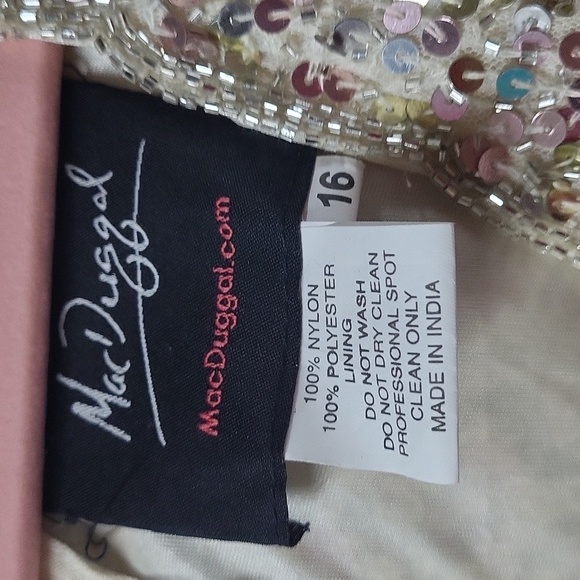 Mac Duggal
MacDuggal.com
16
100% NYLON
100% POLYESTER
LINING
DO NOT WASH
DO NOT DRY CLEAN
PROFESSIONAL SPOT
CLEAN ONLY
MADE IN INDIA